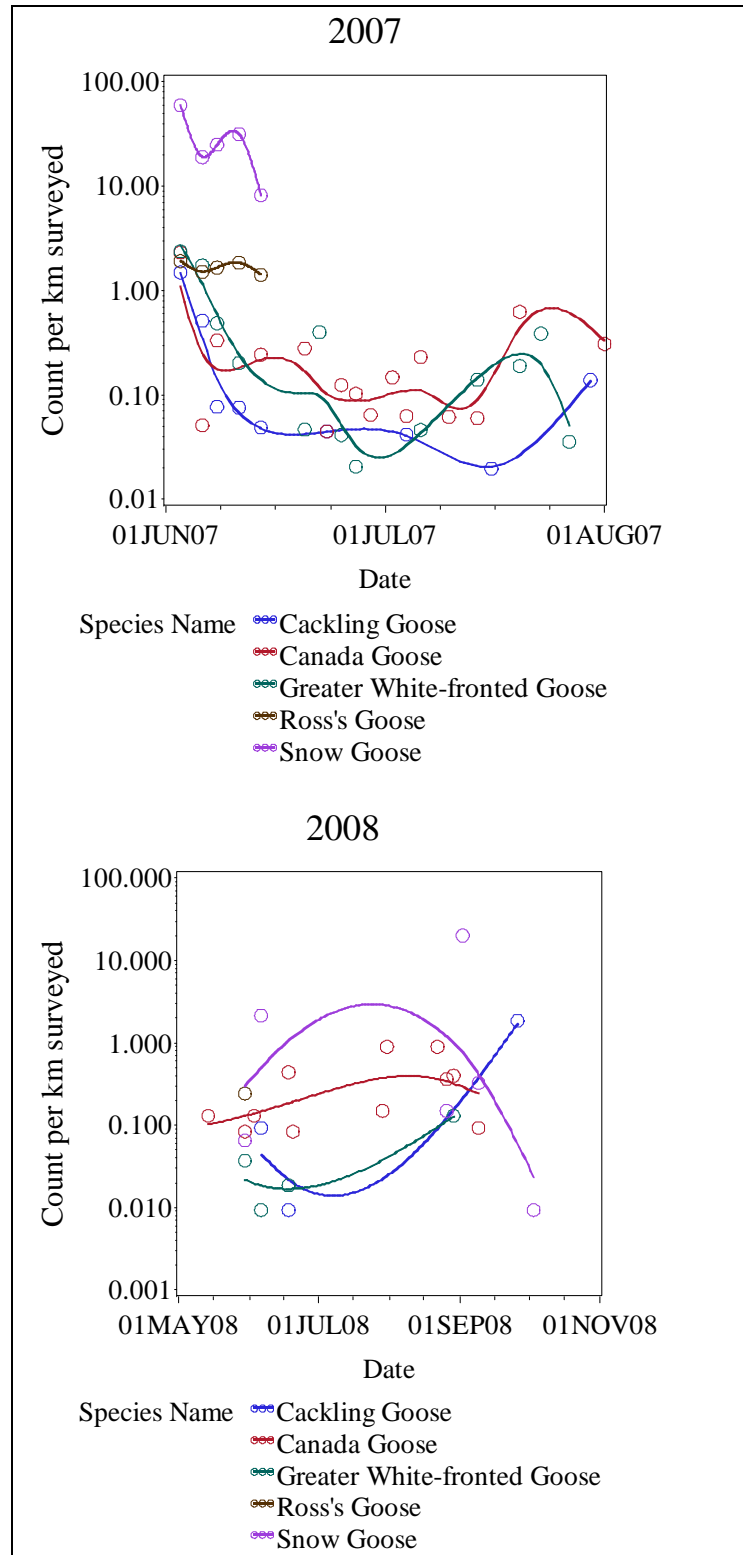 2007
Count per km surveyed
100.00
10.00
1.00
0.10
0.01
01JUN07 01JUL07 01AUG07
Date
Species Name
Cackling Goose
Canada Goose
Greater White-fronted Goose
Ross's Goose
Snow Goose
2008
Count per km surveyed
100.000
10.000
1.000
0.100
0.010
0.001
01MAY08 01JUL08 01SEP08 01NOV08
Date
Species Name
Cackling Goose
Canada Goose
Greater White-fronted Goose
Ross's Goose
Snow Goose